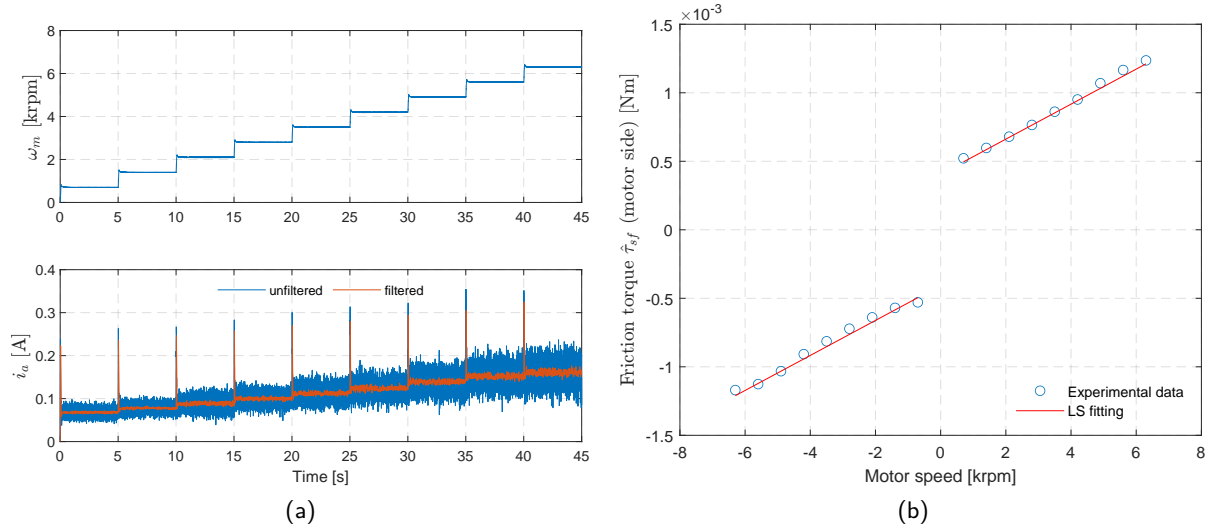 8
6
4
2
0
ω_m [krpm]
0 5 10 15 20 25 30 35 40 45
0.4
0.3
0.2
0.1
0
i_a [A]
unfiltered filtered
0 5 10 15 20 25 30 35 40 45
Time [s]
(a)
×10⁻³
1.5
1
0.5
0
-0.5
-1
-1.5
Friction torque τ̂_sf (motor side) [Nm]
Experimental data
LS fitting
-8 -6 -4 -2 0 2 4 6 8
Motor speed [krpm]
(b)